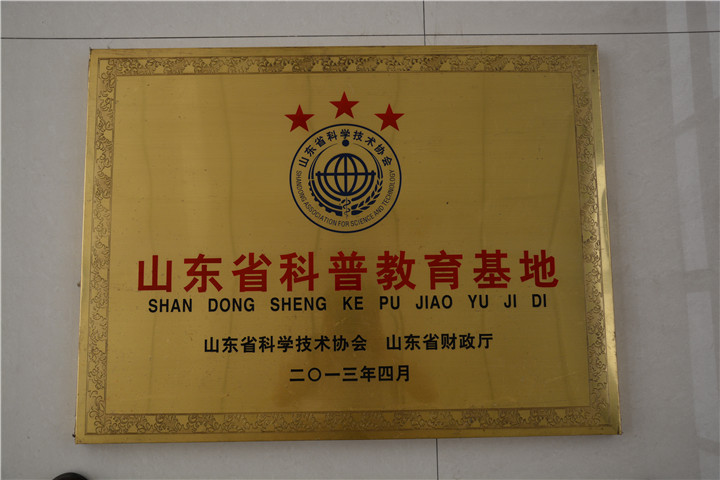 山东省科学技术协会
SHANDONG ASSOCIATION FOR SCIENCE AND TECHNOLOGY
山东省科普教育基地
SHAN DONG SHENG KE PU JIAO YU JI DI
山东省科学技术协会 山东省财政厅
二〇一三年四月